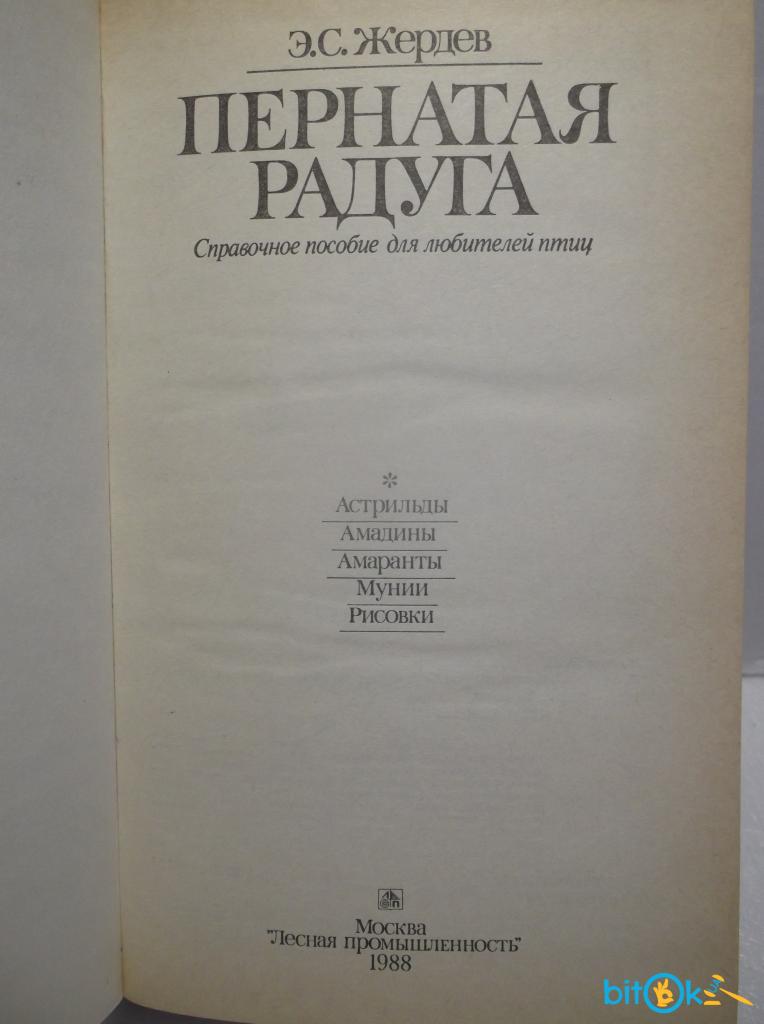 Э.С. Жердев
ПЕРНАТАЯ
РАДУГА
Справочное пособие для любителей птиц
*
Астрильды
Амадины
Амаранты
Мунии
Рисовки
Москва
"Лесная промышленность"
1988
bitOk